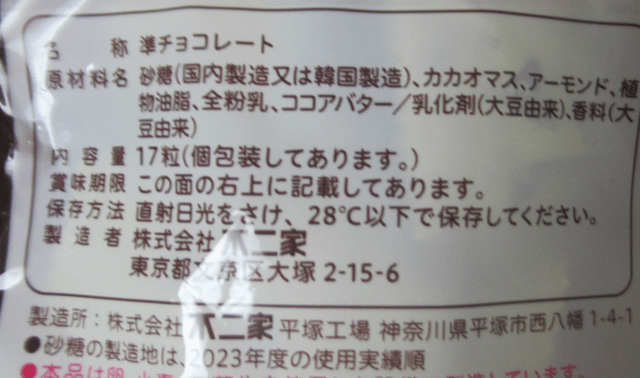 名 称 準チョコレート
原材料名 砂糖(国内製造又は韓国製造)、カカオマス、アーモンド、植
物油脂、全粉乳、ココアバター／乳化剤(大豆由来)、香料(大
豆由来)
内容量 17粒(個包装してあります。)
賞味期限 この面の右上に記載してあります。
保存方法 直射日光をさけ、28℃以下で保存してください。
製造者 株式会社 不二家
東京都文京区大塚 2-15-6
製造所：株式会社 不二家 平塚工場 神奈川県平塚市西八幡 1-4-1
●砂糖の製造地は、2023年度の使用実績順
●本品は卵、小麦